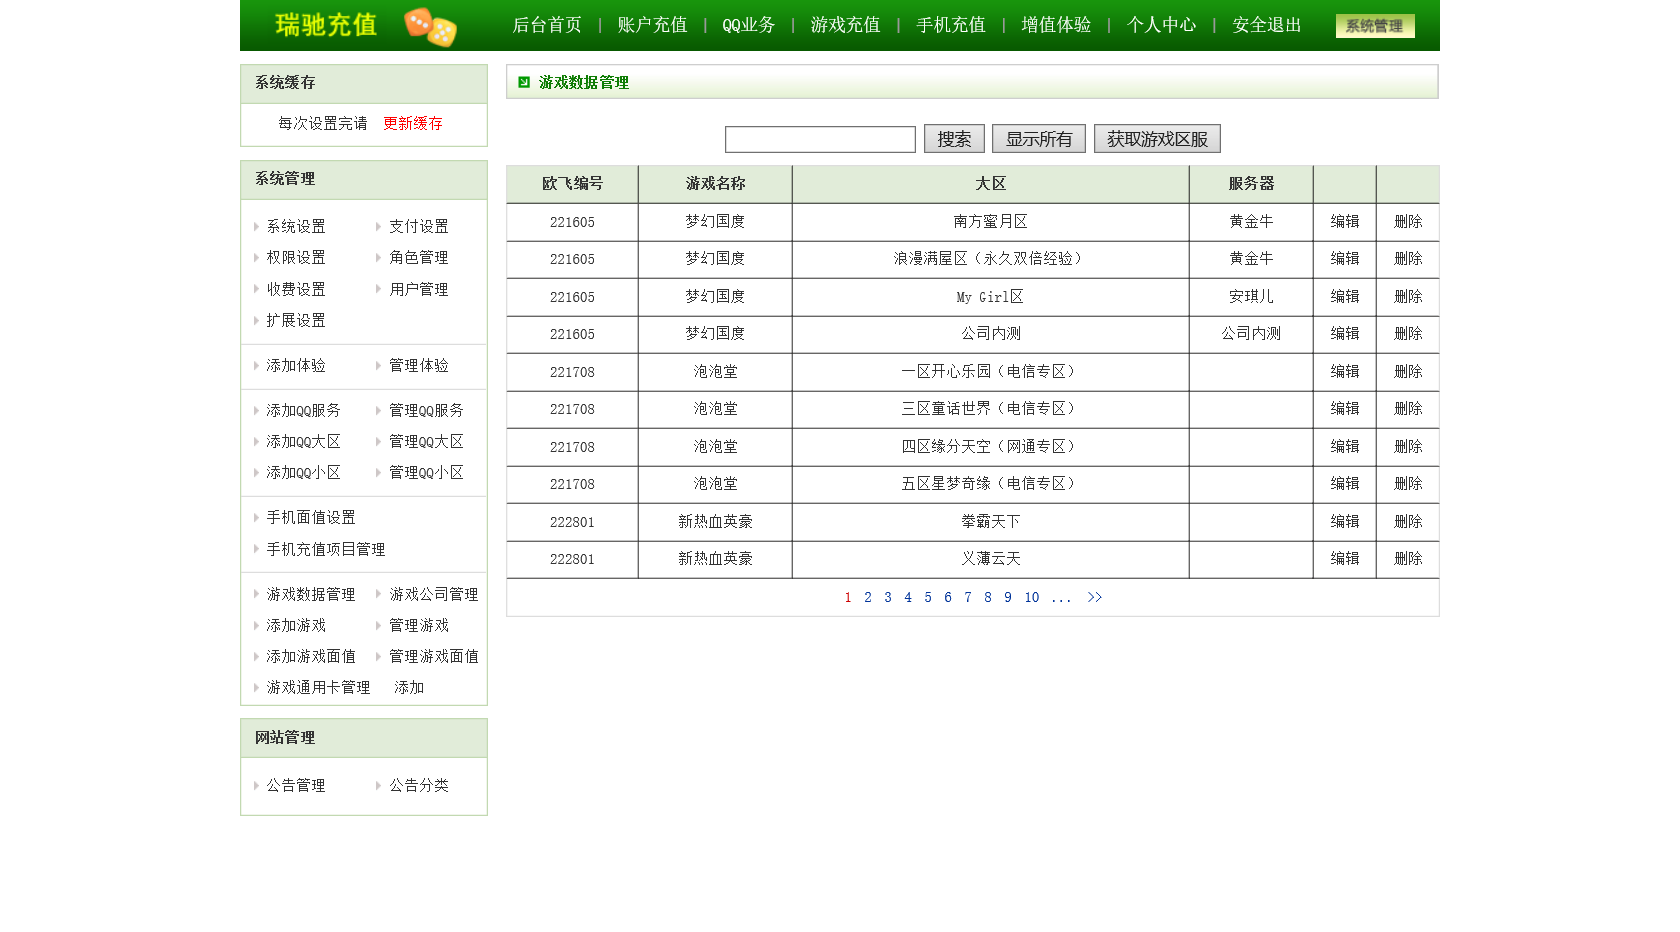 瑞驰充值
后台首页 | 账户充值 | QQ业务 | 游戏充值 | 手机充值 | 增值体验 | 个人中心 | 安全退出 系统管理
系统缓存
每次设置完请 更新缓存
系统管理
系统设置 支付设置
权限设置 角色管理
收费设置 用户管理
扩展设置
添加体验 管理体验
添加QQ服务 管理QQ服务
添加QQ大区 管理QQ大区
添加QQ小区 管理QQ小区
手机面值设置
手机充值项目管理
游戏数据管理 游戏公司管理
添加游戏 管理游戏
添加游戏面值 管理游戏面值
游戏通用卡管理 添加
网站管理
公告管理 公告分类
游戏数据管理
搜索 显示所有 获取游戏区服
欧飞编号 游戏名称 大区 服务器
221605 梦幻国度 南方蜜月区 黄金牛 编辑 删除
221605 梦幻国度 浪漫满屋区（永久双倍经验） 黄金牛 编辑 删除
221605 梦幻国度 My Girl区 安琪儿 编辑 删除
221605 梦幻国度 公司内测 公司内测 编辑 删除
221708 泡泡堂 一区开心乐园（电信专区） 编辑 删除
221708 泡泡堂 三区童话世界（电信专区） 编辑 删除
221708 泡泡堂 四区缘分天空（网通专区） 编辑 删除
221708 泡泡堂 五区星梦奇缘（电信专区） 编辑 删除
222801 新热血英豪 拳霸天下 编辑 删除
222801 新热血英豪 义薄云天 编辑 删除
1 2 3 4 5 6 7 8 9 10 ... >>